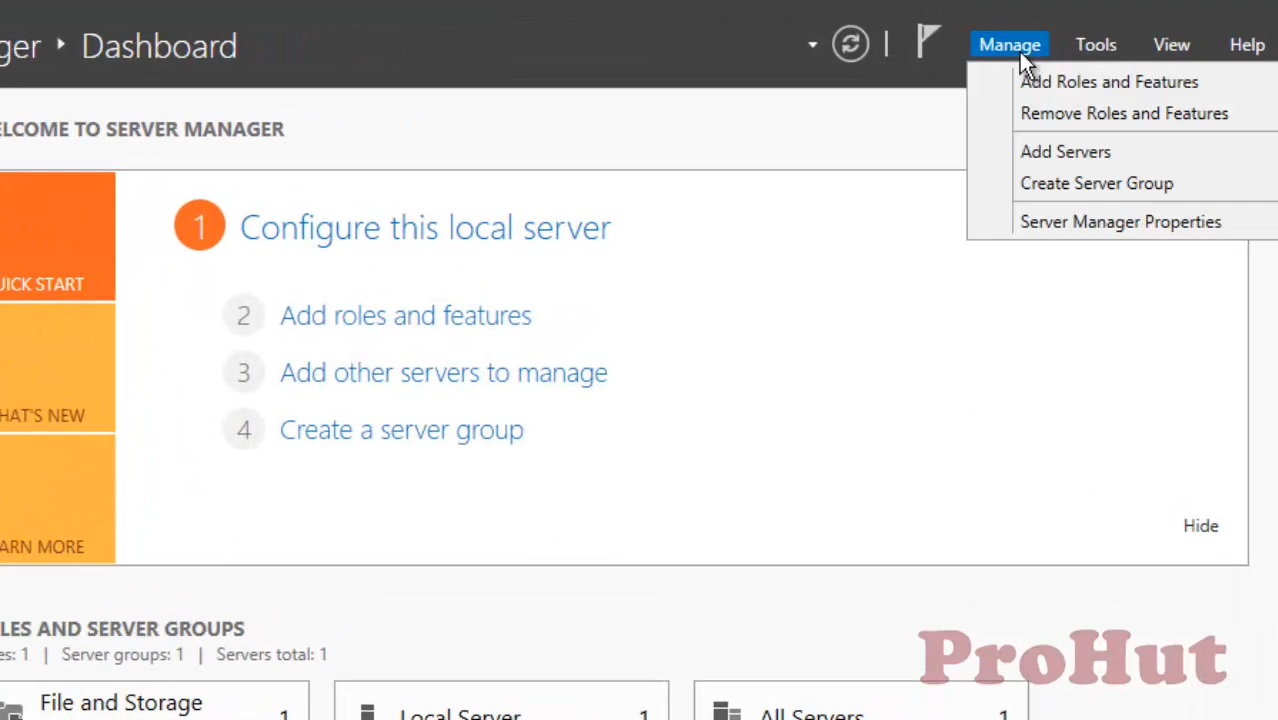 ger ▸ Dashboard
Manage Tools View Help
Add Roles and Features
Remove Roles and Features
Add Servers
Create Server Group
Server Manager Properties
ELCOME TO SERVER MANAGER
UICK START
HAT'S NEW
ARN MORE
1 Configure this local server
2 Add roles and features
3 Add other servers to manage
4 Create a server group
Hide
LES AND SERVER GROUPS
es: 1 | Server groups: 1 | Servers total: 1
File and Storage 1
Local Server 1
All Servers 1
ProHut